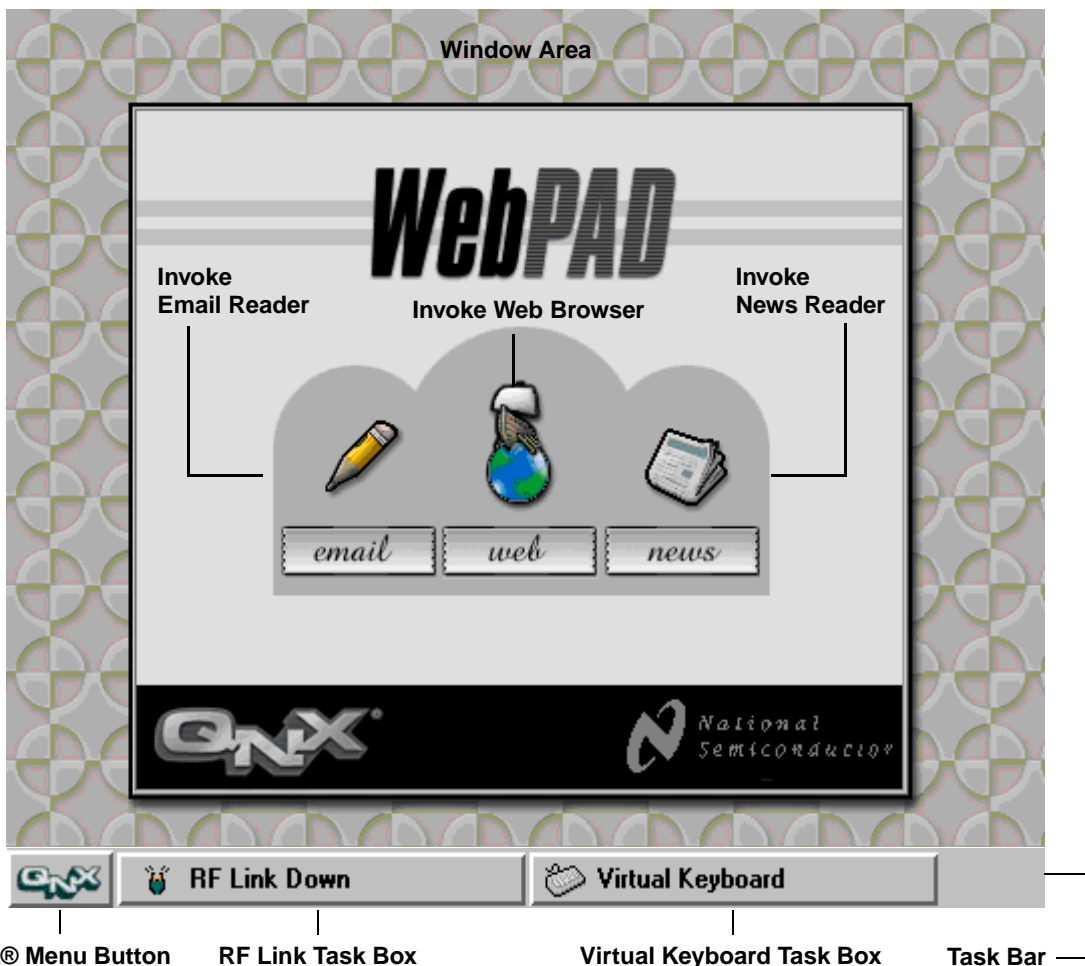 Window Area
WebPAD
Invoke
Email Reader
Invoke Web Browser
Invoke
News Reader
email
web
news
QNX
National
Semiconductor
QNX
RF Link Down
Virtual Keyboard
® Menu Button
RF Link Task Box
Virtual Keyboard Task Box
Task Bar